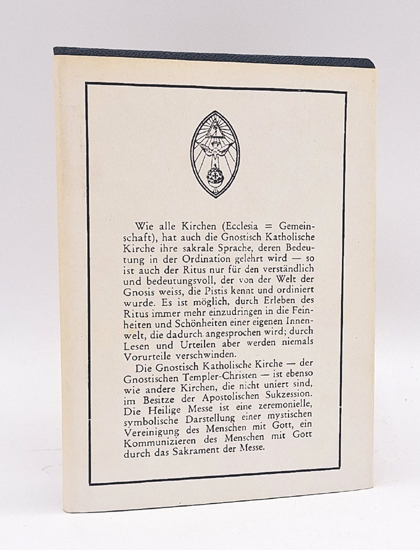 Wie alle Kirchen (Ecclesia = Gemein-
schaft), hat auch die Gnostisch Katholische
Kirche ihre sakrale Sprache, deren Bedeu-
tung in der Ordination gelehrt wird — so
ist auch der Ritus nur für den verständlich
und bedeutungsvoll, der von der Welt der
Gnosis weiss, die Pistis kennt und ordiniert
wurde. Es ist möglich, durch Erleben des
Ritus immer mehr einzudringen in die Fein-
heiten und Schönheiten einer eigenen Innen-
welt, die dadurch angesprochen wird; durch
Lesen und Urteilen aber werden niemals
Vorurteile verschwinden.
Die Gnostisch Katholische Kirche — der
Gnostischen Templer-Christen — ist ebenso
wie andere Kirchen, die nicht uniert sind,
im Besitze der Apostolischen Sukzession.
Die Heilige Messe ist eine zeremonielle,
symbolische Darstellung einer mystischen
Vereinigung des Menschen mit Gott, ein
Kommunizieren des Menschen mit Gott
durch das Sakrament der Messe.